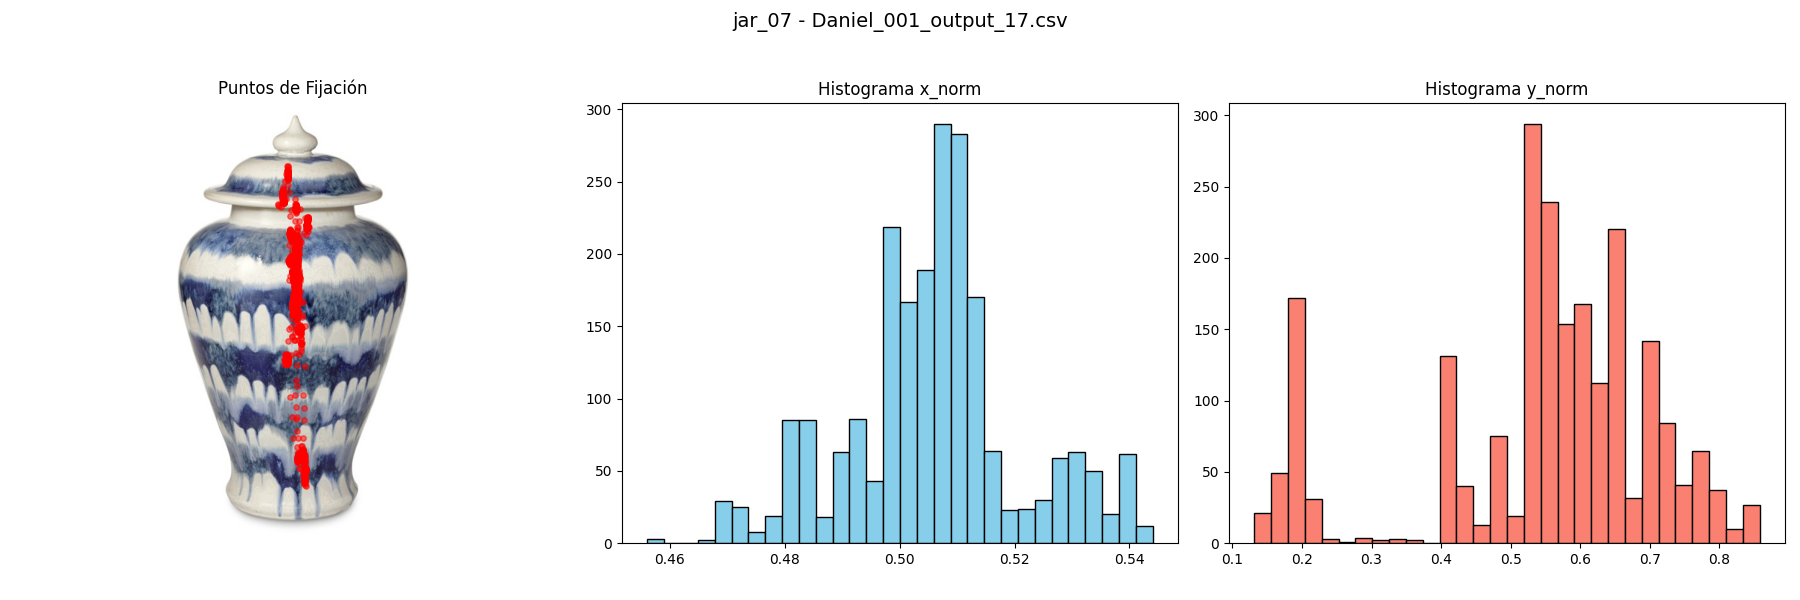 jar_07 - Daniel_001_output_17.csv
Puntos de Fijación
Histograma x_norm
300
250
200
150
100
50
0
0.46 0.48 0.50 0.52 0.54
Histograma y_norm
300
250
200
150
100
50
0
0.1 0.2 0.3 0.4 0.5 0.6 0.7 0.8